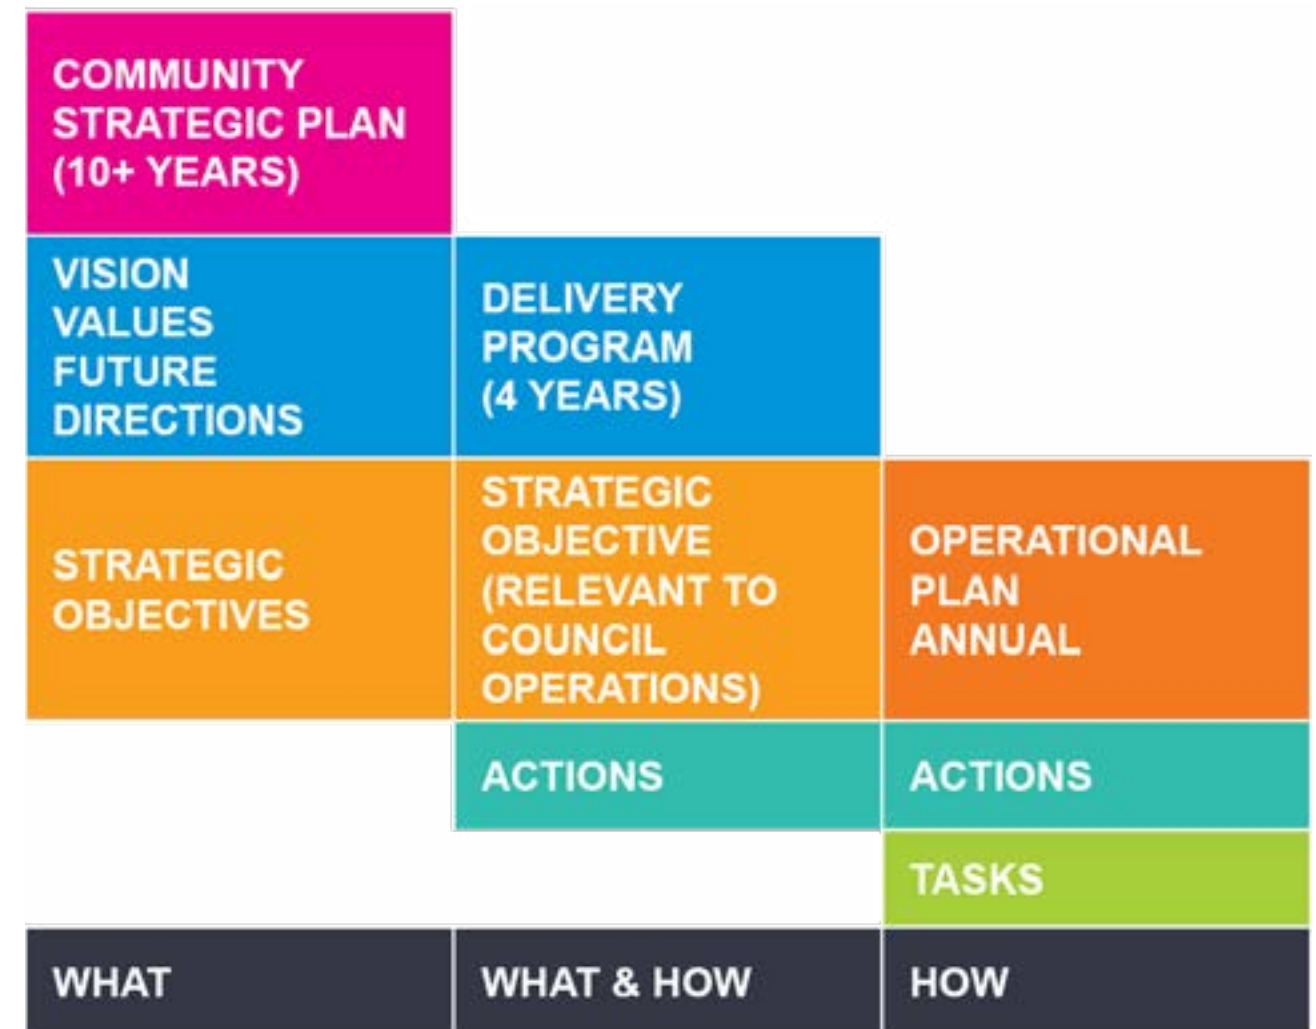 COMMUNITY
STRATEGIC PLAN
(10+ YEARS)
VISION
VALUES
FUTURE
DIRECTIONS
DELIVERY
PROGRAM
(4 YEARS)
STRATEGIC
OBJECTIVES
STRATEGIC
OBJECTIVE
(RELEVANT TO
COUNCIL
OPERATIONS)
OPERATIONAL
PLAN
ANNUAL
ACTIONS
ACTIONS
TASKS
WHAT
WHAT & HOW
HOW